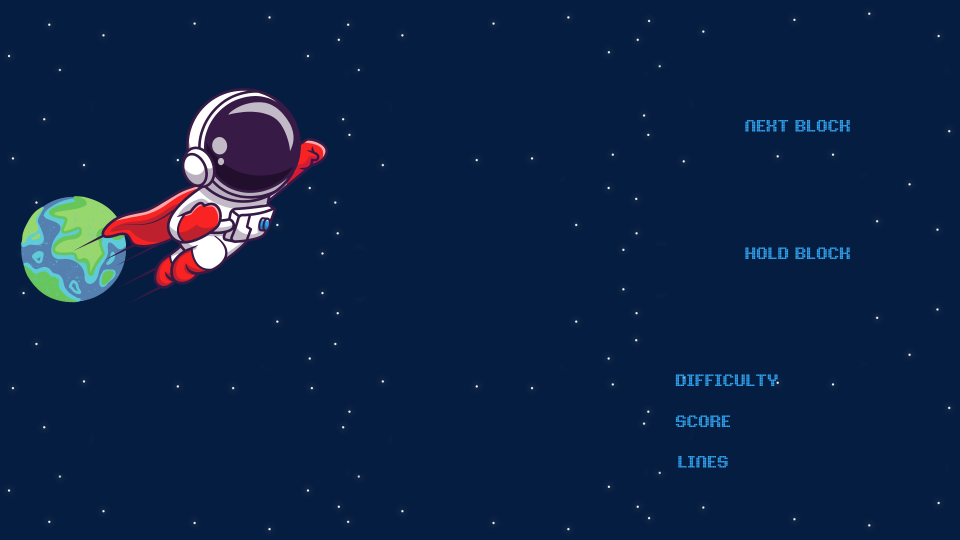 NEXT BLOCK
HOLD BLOCK
DIFFICULTY
SCORE
LINES